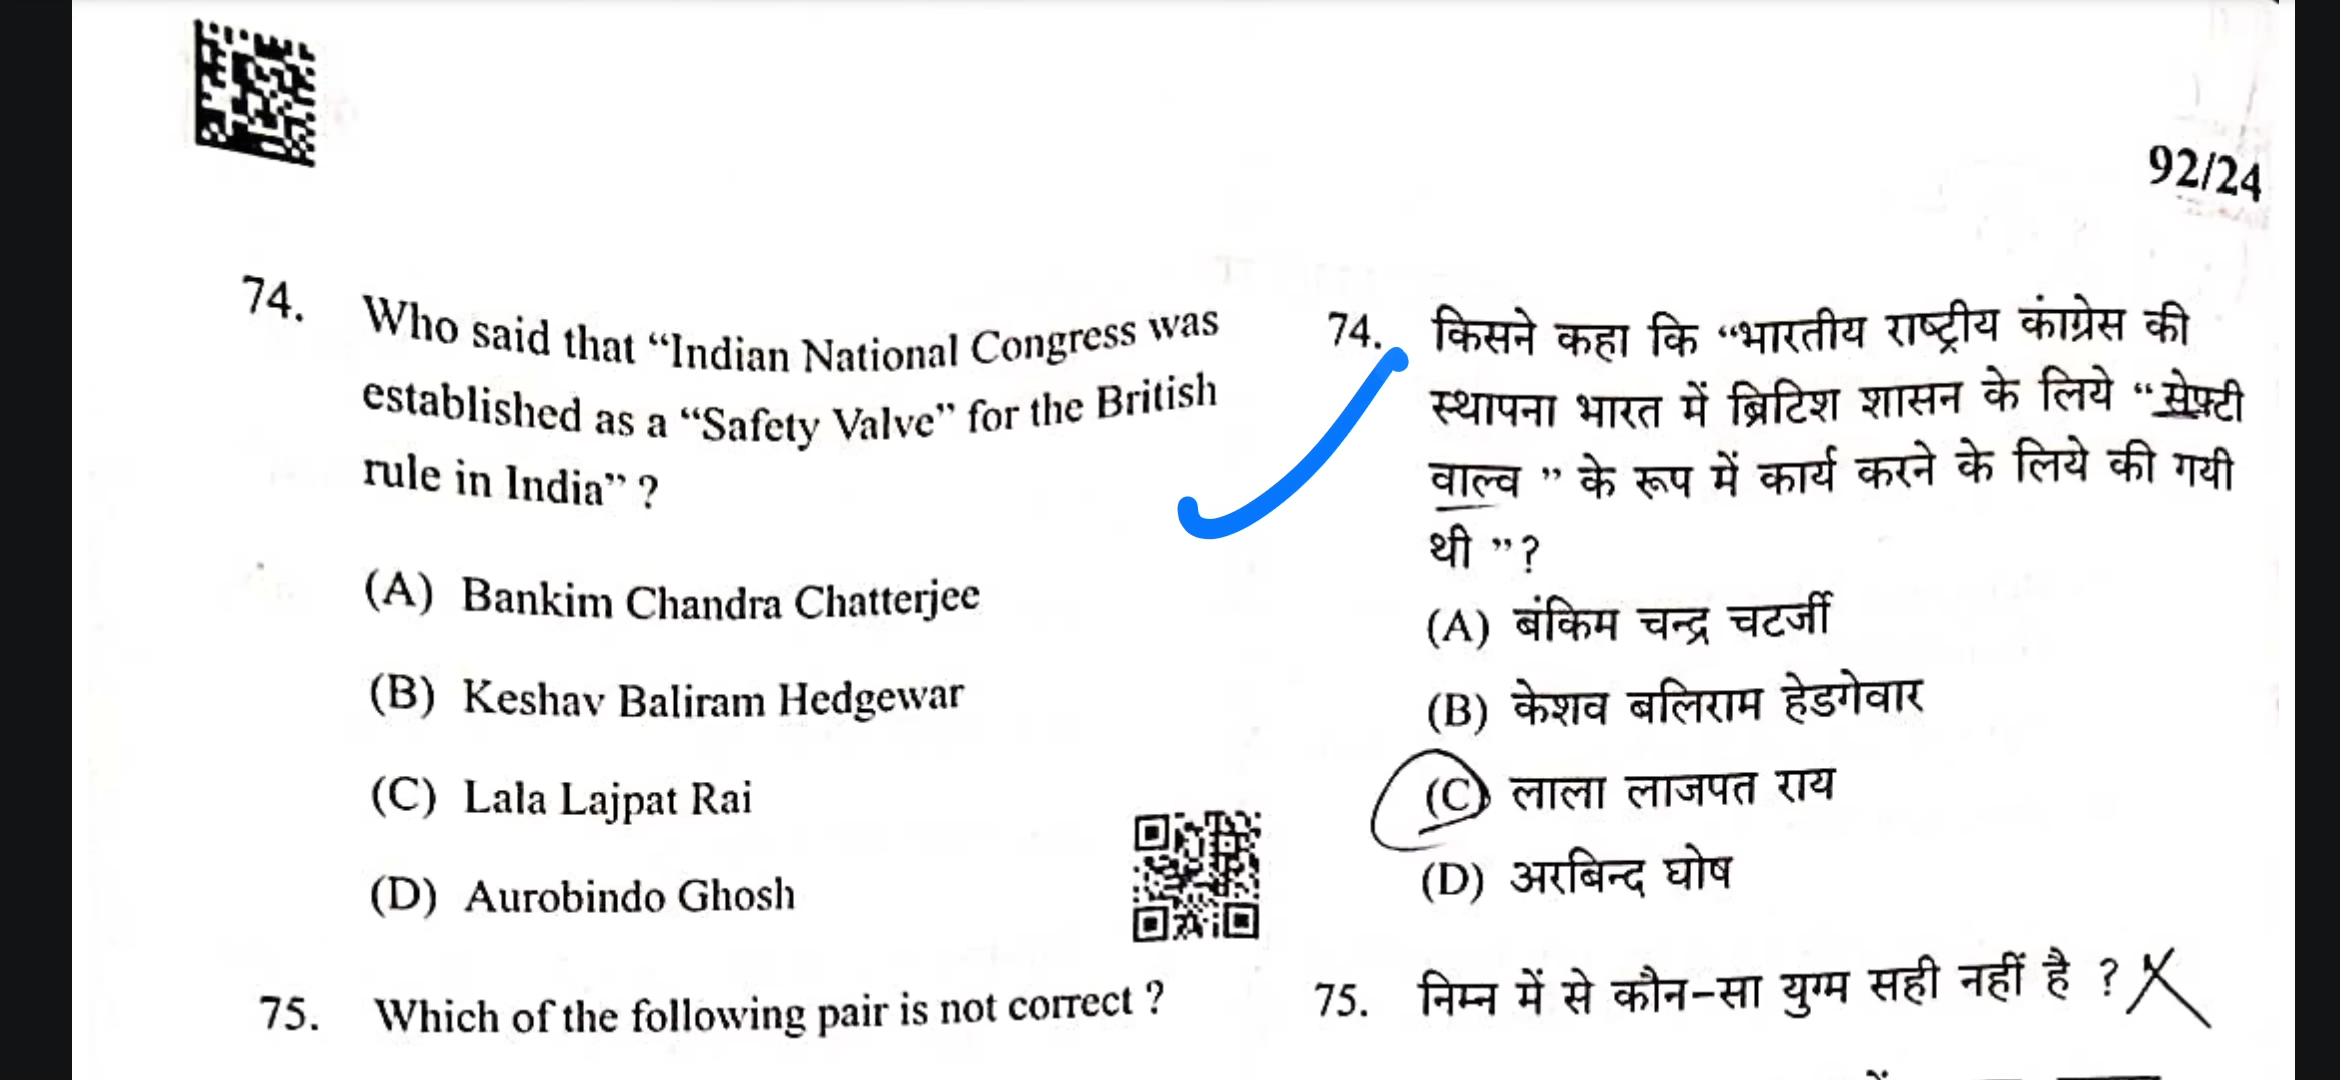 92/24
74. Who said that “Indian National Congress was
established as a “Safety Valve” for the British
rule in India” ?
(A) Bankim Chandra Chatterjee
(B) Keshav Baliram Hedgewar
(C) Lala Lajpat Rai
(D) Aurobindo Ghosh
75. Which of the following pair is not correct ?
74. किसने कहा कि “भारतीय राष्ट्रीय कांग्रेस की
स्थापना भारत में ब्रिटिश शासन के लिये “सेफ्टी
वाल्व ” के रूप में कार्य करने के लिये की गयी
थी ”?
(A) बंकिम चन्द्र चटर्जी
(B) केशव बलिराम हेडगेवार
(C) लाला लाजपत राय
(D) अरबिन्द घोष
75. निम्न में से कौन-सा युग्म सही नहीं है ?